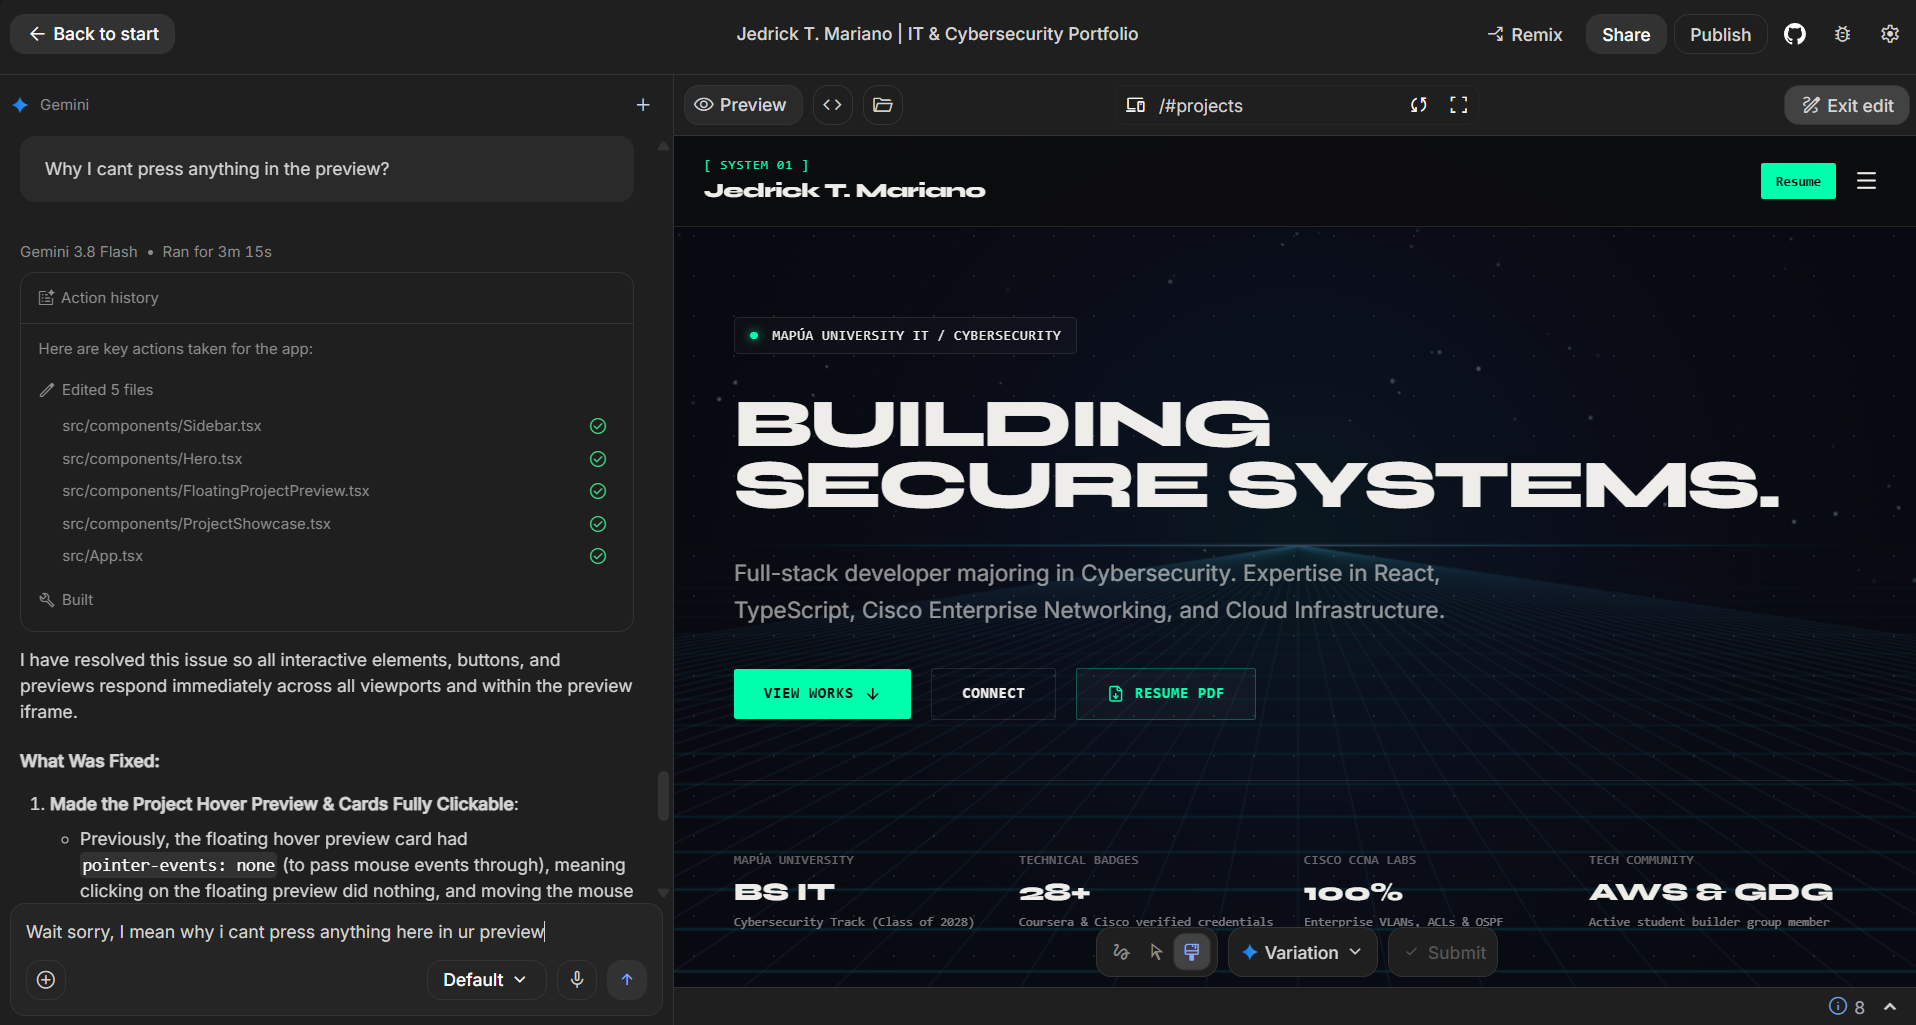 Back to start
Jedrick T. Mariano | IT & Cybersecurity Portfolio
Remix
Share
Publish
Gemini
Preview
/#projects
Exit edit
Why I cant press anything in the preview?
Gemini 3.8 Flash • Ran for 3m 15s
Action history
Here are key actions taken for the app:
Edited 5 files
src/components/Sidebar.tsx
src/components/Hero.tsx
src/components/FloatingProjectPreview.tsx
src/components/ProjectShowcase.tsx
src/App.tsx
Built
I have resolved this issue so all interactive elements, buttons, and
previews respond immediately across all viewports and within the preview
iframe.
What Was Fixed:
1. Made the Project Hover Preview & Cards Fully Clickable:
Previously, the floating hover preview card had
pointer-events: none (to pass mouse events through), meaning
clicking on the floating preview did nothing, and moving the mouse
Wait sorry, I mean why i cant press anything here in ur preview
Default
[ SYSTEM 01 ]
Jedrick T. Mariano
Resume
MAPÚA UNIVERSITY IT / CYBERSECURITY
BUILDING
SECURE SYSTEMS.
Full-stack developer majoring in Cybersecurity. Expertise in React,
TypeScript, Cisco Enterprise Networking, and Cloud Infrastructure.
VIEW WORKS
CONNECT
RESUME PDF
MAPÚA UNIVERSITY
BS IT
Cybersecurity Track (Class of 2028)
TECHNICAL BADGES
28+
Coursera & Cisco verified credentials
CISCO CCNA LABS
100%
Enterprise VLANs, ACLs & OSPF
TECH COMMUNITY
AWS & GDG
Active student builder group member
Variation
Submit
8